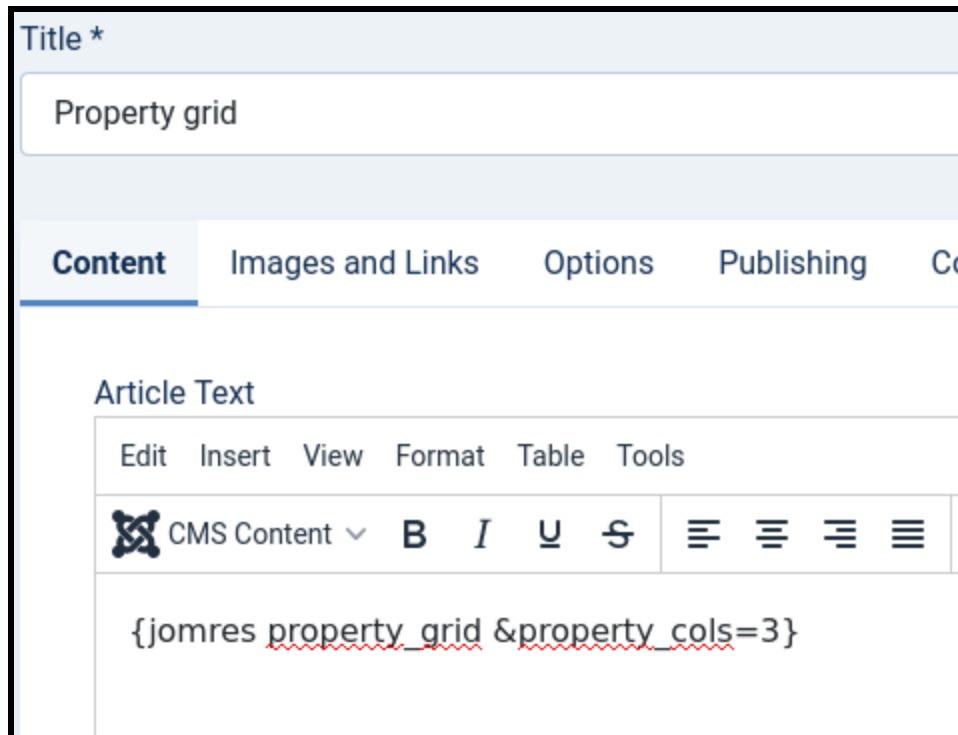 Title *
Property grid
Content Images and Links Options Publishing
Article Text
Edit Insert View Format Table Tools
CMS Content B I U S
{jomres property_grid &property_cols=3}